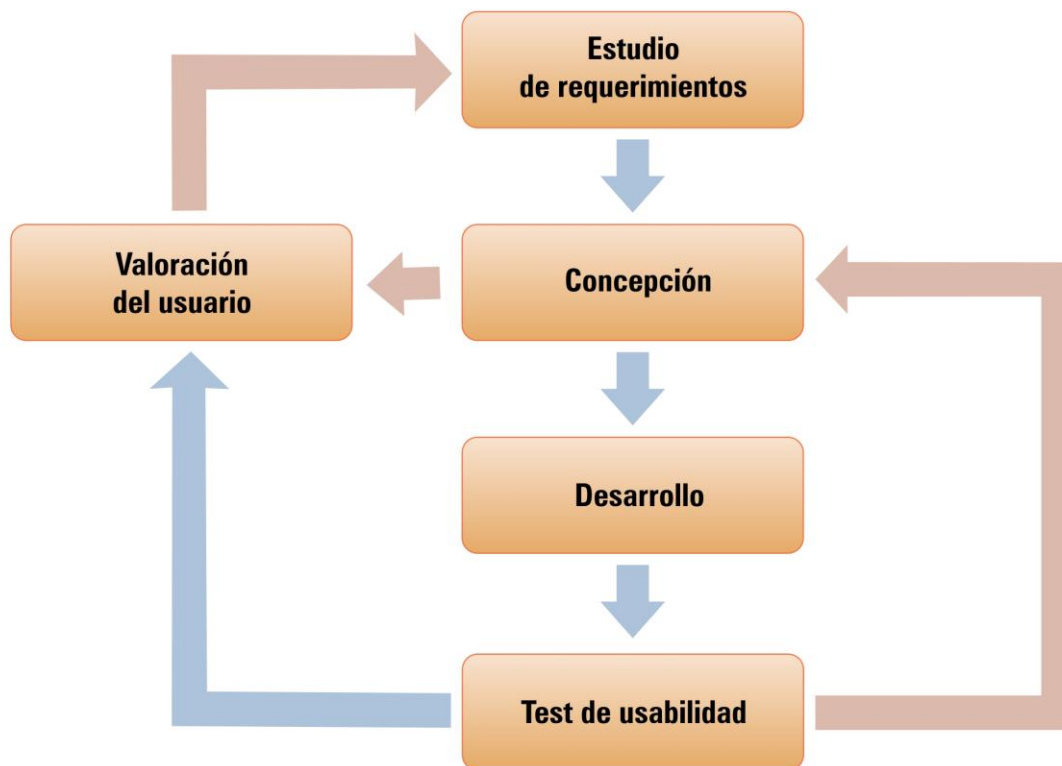 Estudio
de requerimientos
Valoración
del usuario
Concepción
Desarrollo
Test de usabilidad